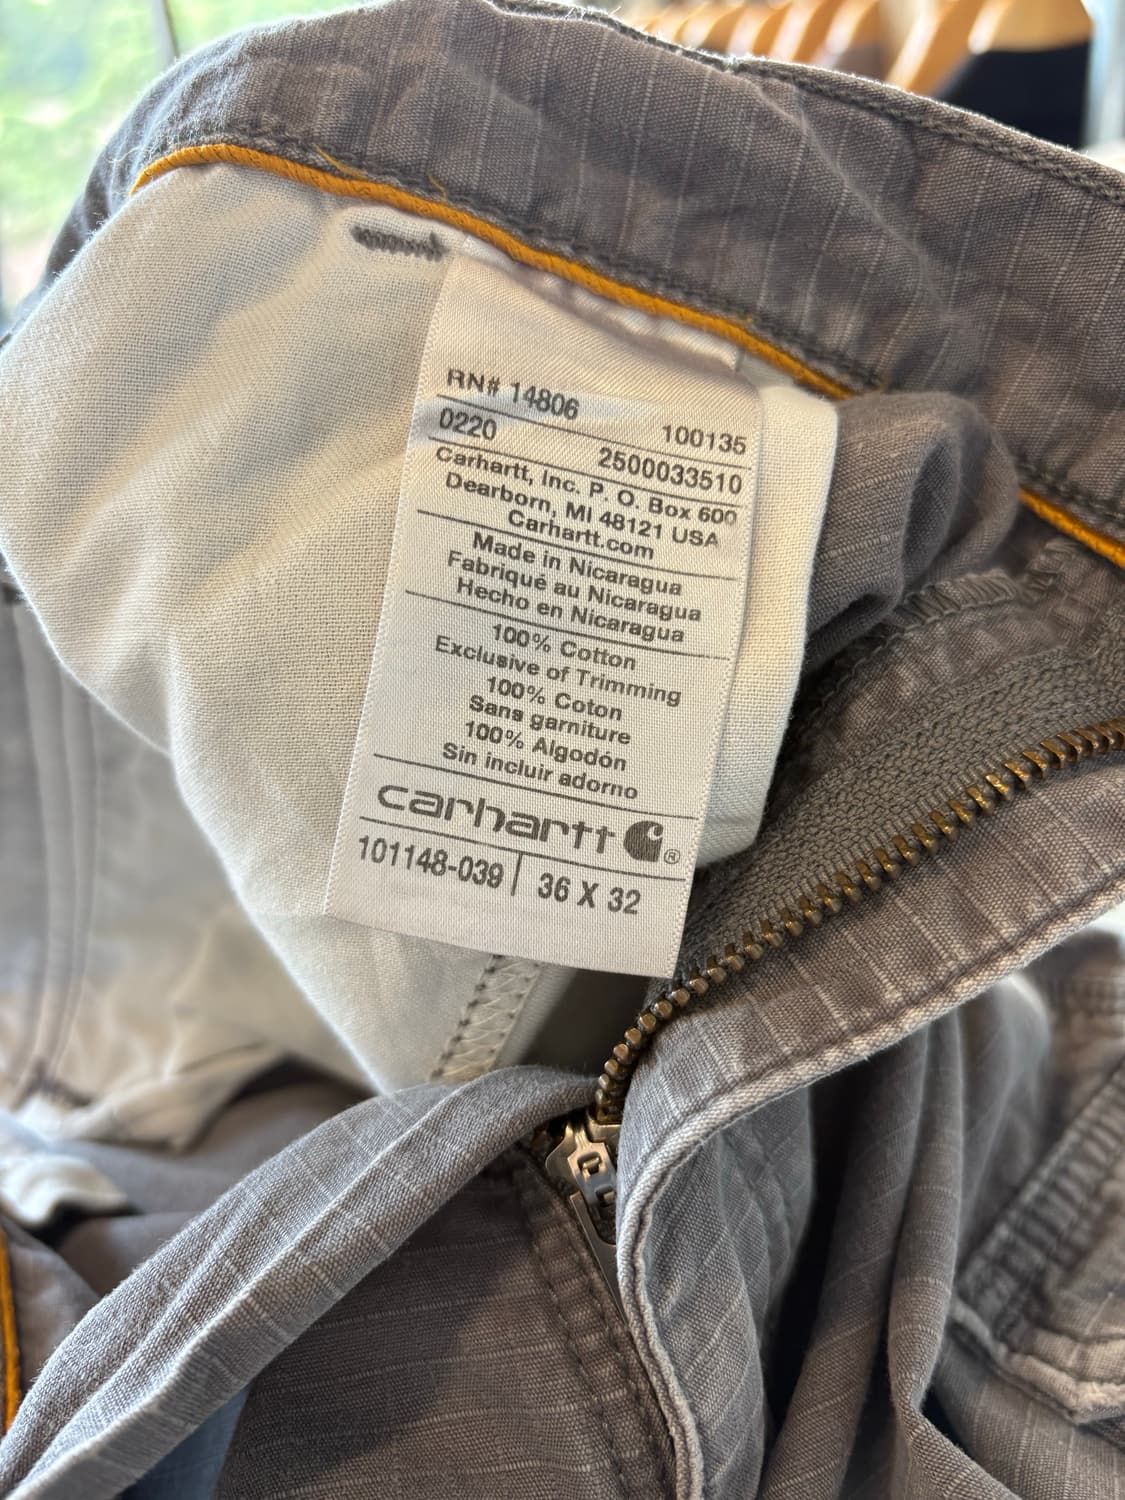 RN# 14806
100135
0220
2500033510
Carhartt, Inc. P. O. Box 600
Dearborn, MI 48121 USA
Carhartt.com
Made in Nicaragua
Fabriqué au Nicaragua
Hecho en Nicaragua
100% Cotton
Exclusive of Trimming
100% Coton
Sans garniture
100% Algodón
Sin incluir adorno
carhartt ®
101148-039 36 X 32